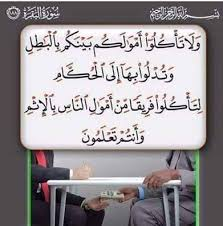 بسم الله الرحمن الرحيم
سورة البقرة
وَلَا تَأْكُلُوٓا۟ أَمْوَٰلَكُم بَيْنَكُم بِٱلْبَٰطِلِ
وَتُدْلُوا۟ بِهَآ إِلَى ٱلْحُكَّامِ
لِتَأْكُلُوا۟ فَرِيقًا مِّنْ أَمْوَٰلِ ٱلنَّاسِ بِٱلْإِثْمِ
وَأَنتُمْ تَعْلَمُونَ